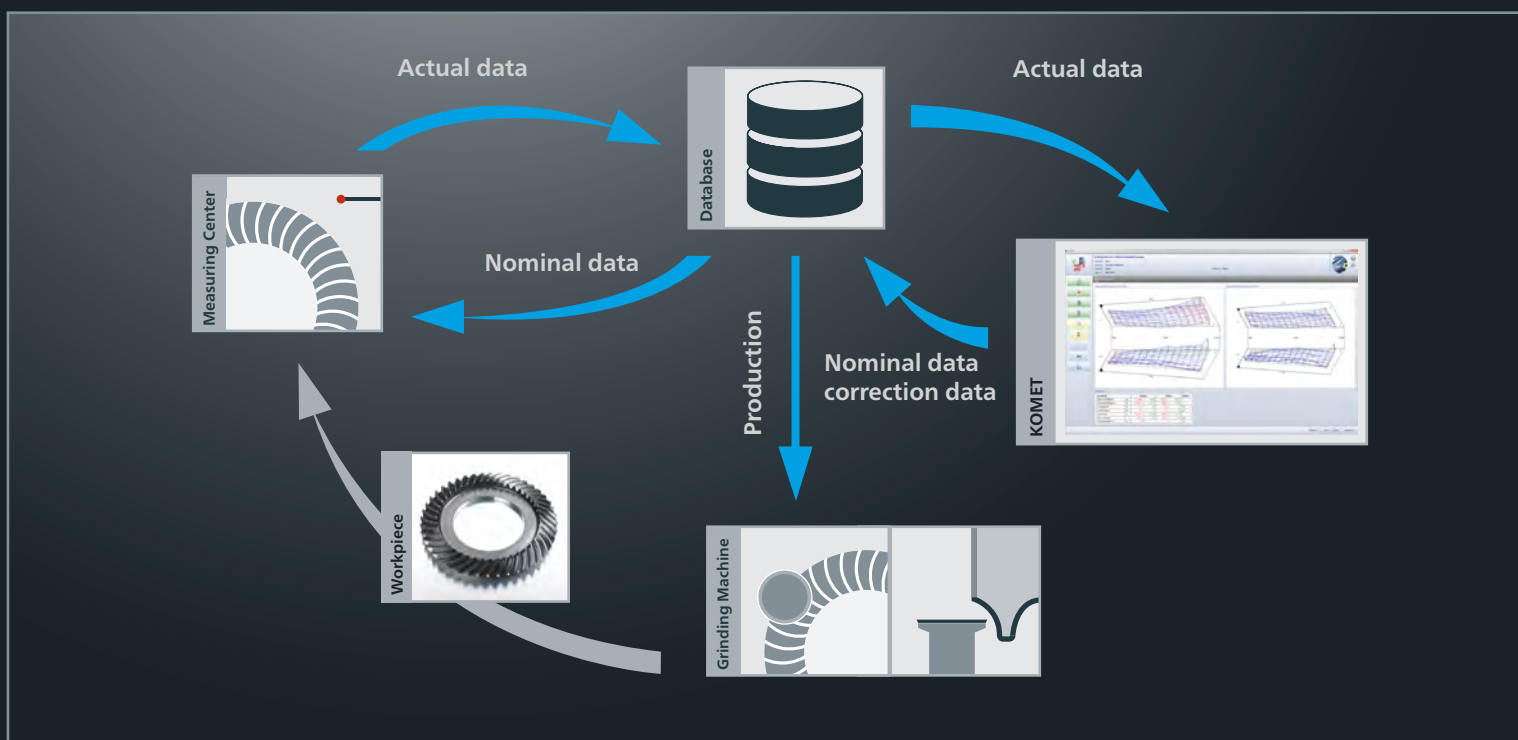 Actual data
Actual data
Database
Measuring Center
Nominal data
Production
Nominal data
correction data
KOMET
Workpiece
Grinding Machine